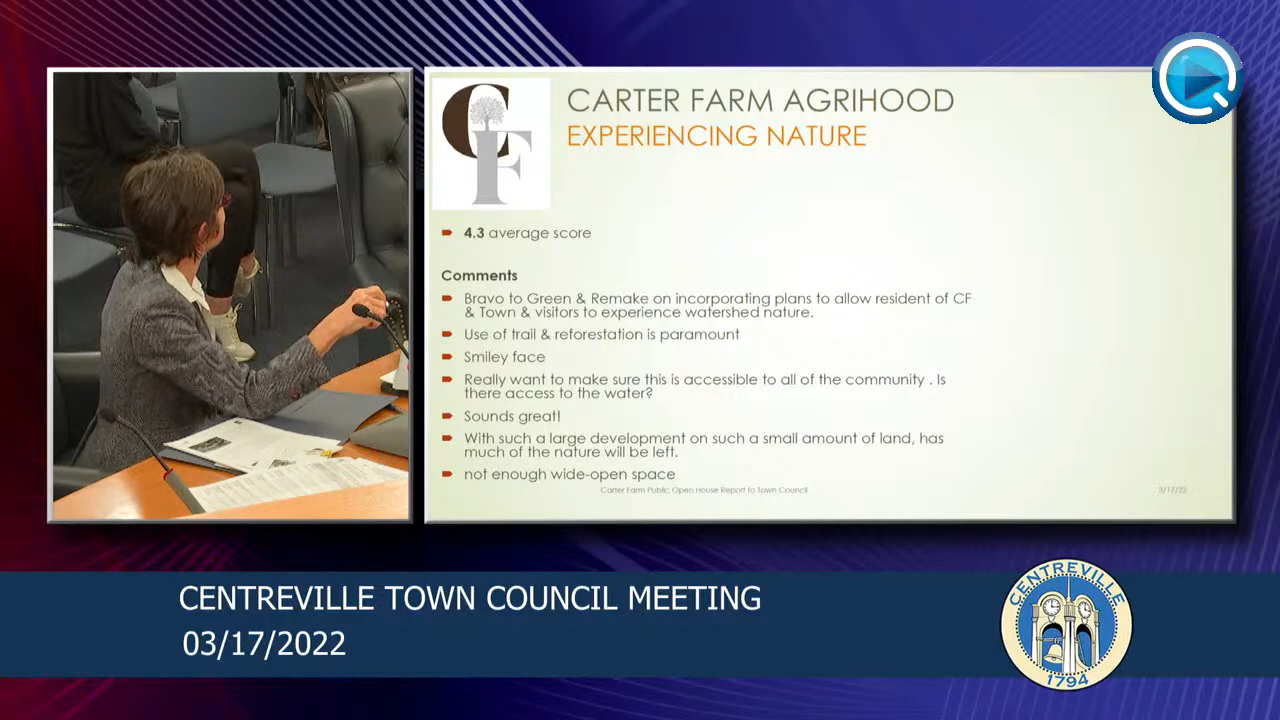 CF
CARTER FARM AGRIHOOD
EXPERIENCING NATURE
4.3 average score
Comments
Bravo to Green & Remake on incorporating plans to allow resident of CF
& Town & visitors to experience watershed nature.
Use of trail & reforestation is paramount
Smiley face
Really want to make sure this is accessible to all of the community . Is
there access to the water?
Sounds great!
With such a large development on such a small amount of land, has
much of the nature will be left.
not enough wide-open space
Carter Farm Public Open House Report to Town Council
3/17/22
CENTREVILLE TOWN COUNCIL MEETING
03/17/2022
CENTREVILLE
1794